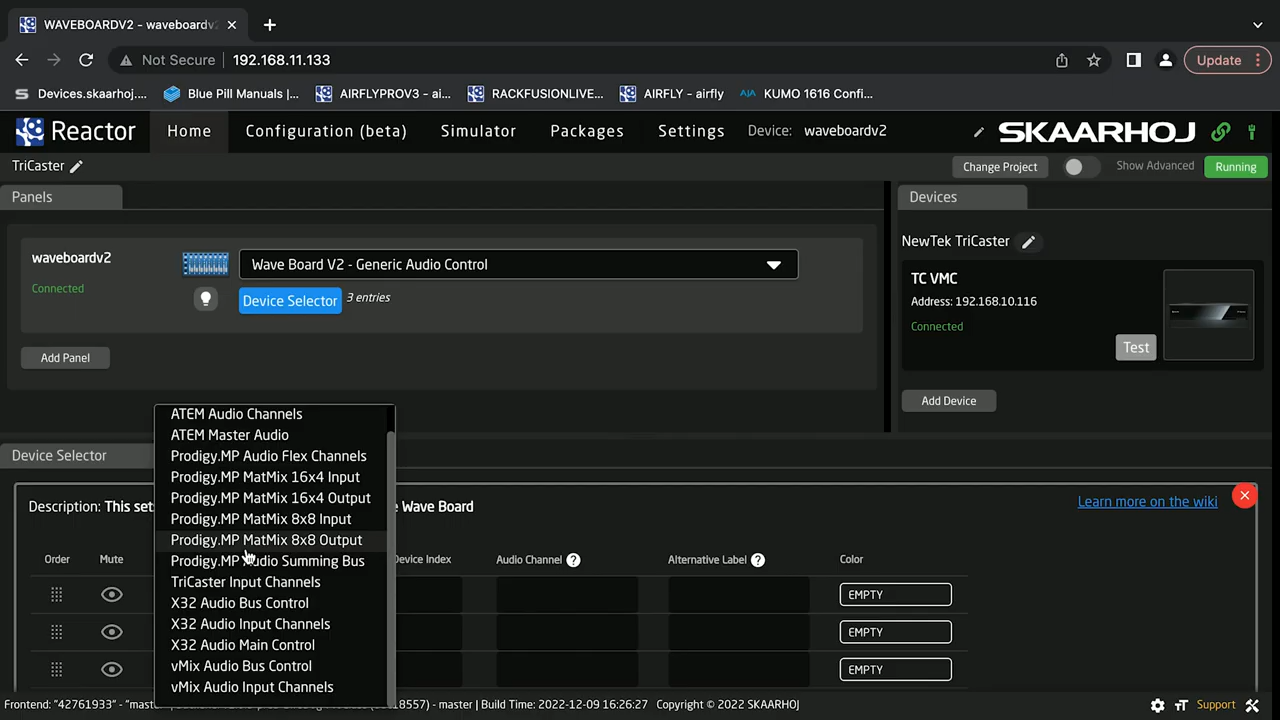 WAVEBOARDV2 - waveboardv
Not Secure 192.168.11.133 Update
Devices.skaarhoj.... Blue Pill Manuals |... AIRFLYPROV3 - ai... RACKFUSIONLIVE... AIRFLY - airfly AJA KUMO 1616 Confi...
Reactor Home Configuration (beta) Simulator Packages Settings Device: waveboardv2 SKAARHOJ
TriCaster Change Project Show Advanced Running
Panels Devices
waveboardv2 Wave Board V2 - Generic Audio Control
Connected Device Selector 3 entries
Add Panel
NewTek TriCaster
TC VMC
Address: 192.168.10.116
Connected
Test
Add Device
ATEM Audio Channels
ATEM Master Audio
Prodigy.MP Audio Flex Channels
Prodigy.MP MatMix 16x4 Input
Prodigy.MP MatMix 16x4 Output
Prodigy.MP MatMix 8x8 Input
Prodigy.MP MatMix 8x8 Output
Prodigy.MP Audio Summing Bus
TriCaster Input Channels
X32 Audio Bus Control
X32 Audio Input Channels
X32 Audio Main Control
vMix Audio Bus Control
vMix Audio Input Channels
Device Selector
Description: This set Wave Board Learn more on the wiki
Order Mute Device Index Audio Channel ? Alternative Label ? Color
EMPTY
EMPTY
EMPTY
Frontend: "42761933" - "mast 18557) - master | Build Time: 2022-12-09 16:26:27 Copyright © 2022 SKAARHOJ Support